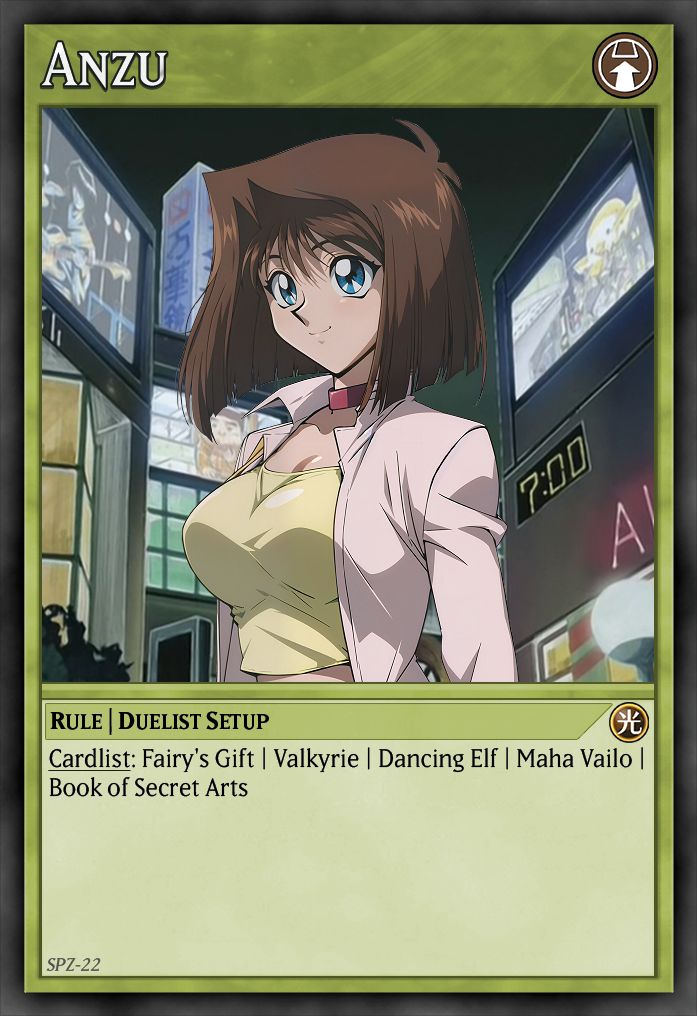 ANZU
7:00
RULE | DUELIST SETUP
光
Cardlist: Fairy's Gift | Valkyrie | Dancing Elf | Maha Vailo |
Book of Secret Arts
SPZ-22